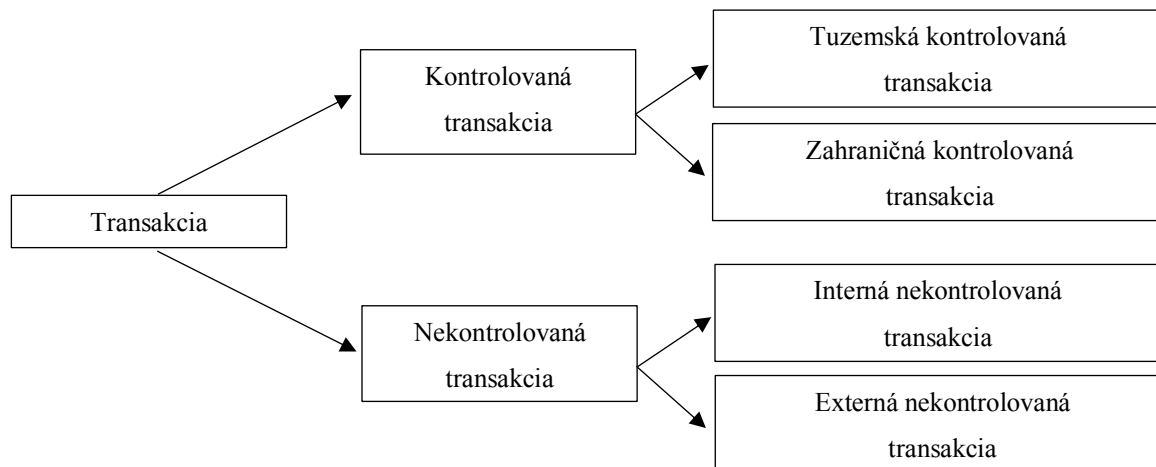 Transakcia
Kontrolovaná
transakcia
Tuzemská kontrolovaná
transakcia
Zahraničná kontrolovaná
transakcia
Nekontrolovaná
transakcia
Interná nekontrolovaná
transakcia
Externá nekontrolovaná
transakcia